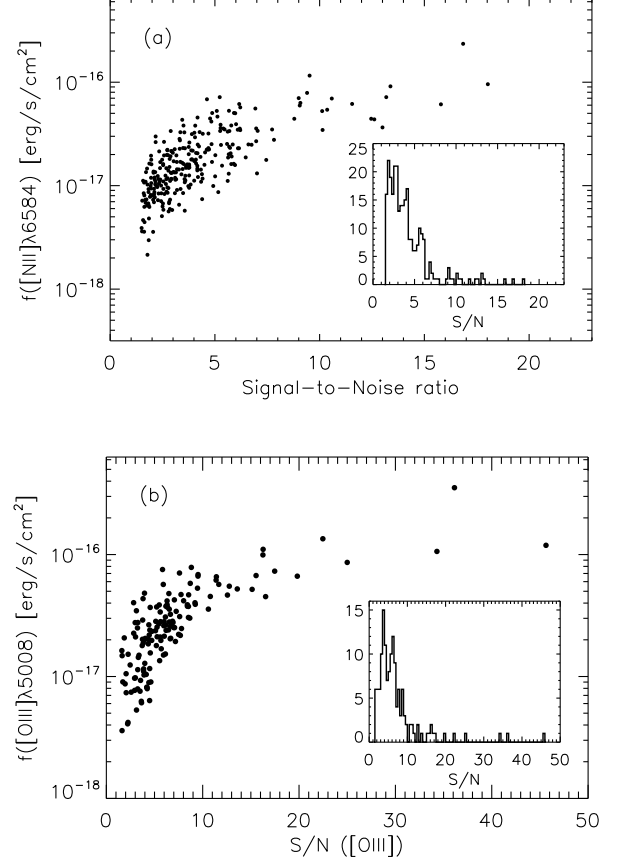 (a)
f([NII]λ6584) [erg/s/cm²]
10⁻¹⁶
10⁻¹⁷
10⁻¹⁸
0 5 10 15 20
Signal-to-Noise ratio
25
20
15
10
5
0
0 5 10 15 20
S/N
(b)
f([OIII]λ5008) [erg/s/cm²]
10⁻¹⁶
10⁻¹⁷
10⁻¹⁸
0 10 20 30 40 50
S/N ([OIII])
15
10
5
0
0 10 20 30 40 50
S/N